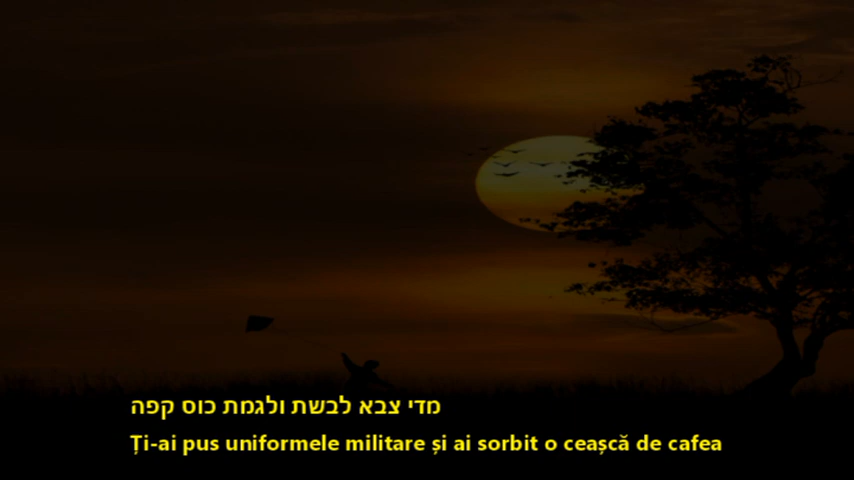 מדי צבא לבשת ולגמת כוס קפה
Ți-ai pus uniformele militare și ai sorbit o ceașcă de cafea